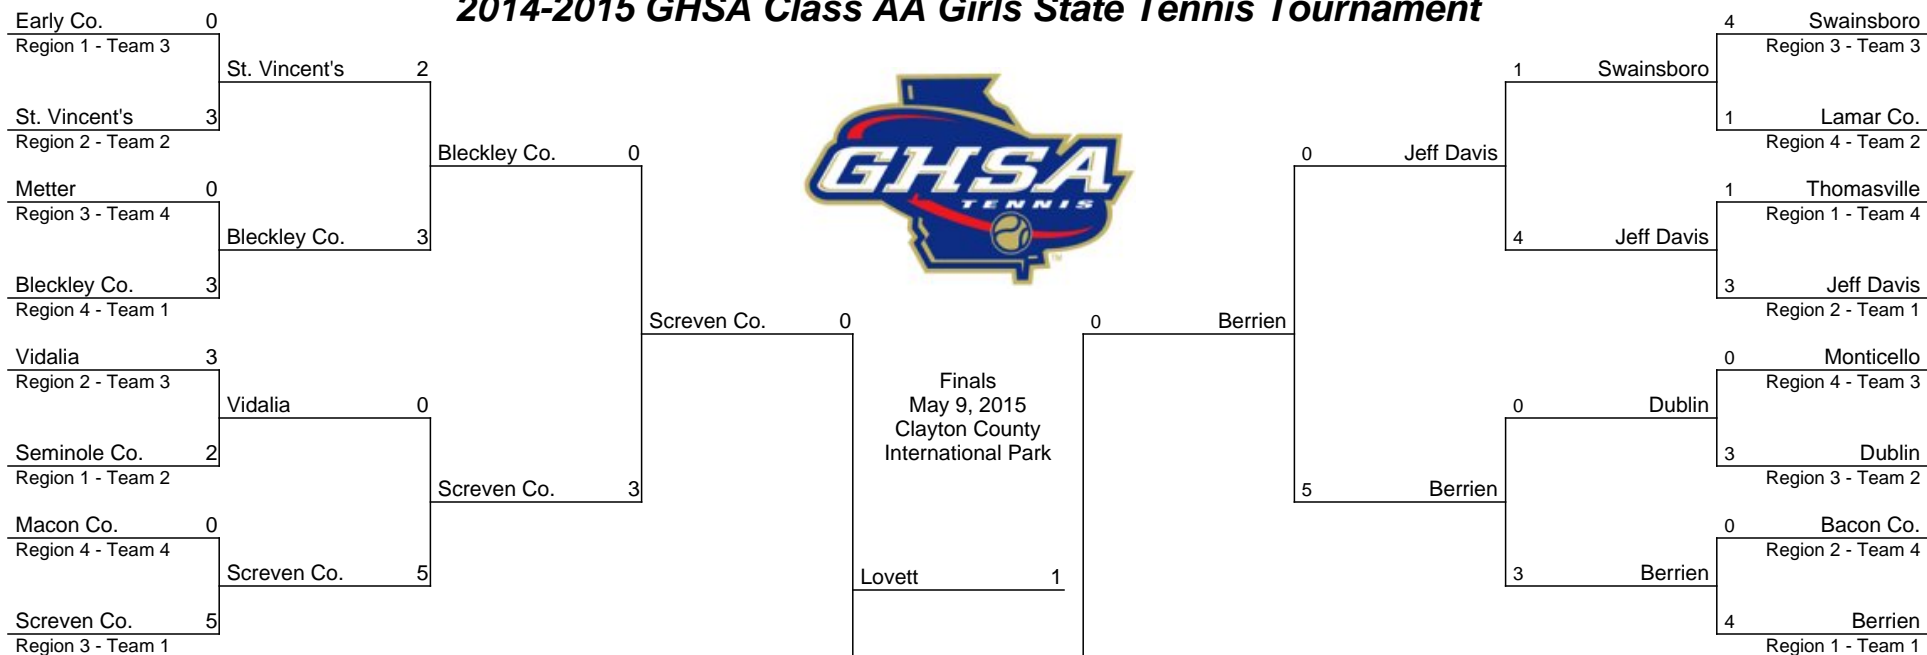 2014-2015 GHSA Class AA Girls State Tennis Tournament
Early Co. 0
Region 1 - Team 3
St. Vincent's 2
St. Vincent's 3
Region 2 - Team 2
Bleckley Co. 0
Metter 0
Region 3 - Team 4
Bleckley Co. 3
Bleckley Co. 3
Region 4 - Team 1
Screven Co. 0
Vidalia 3
Region 2 - Team 3
Vidalia 0
Seminole Co. 2
Region 1 - Team 2
Screven Co. 3
Macon Co. 0
Region 4 - Team 4
Screven Co. 5
Screven Co. 5
Region 3 - Team 1
GHSA
TENNIS
TM
Finals
May 9, 2015
Clayton County
International Park
Lovett 1
4 Swainsboro
Region 3 - Team 3
1 Swainsboro
1 Lamar Co.
Region 4 - Team 2
0 Jeff Davis
1 Thomasville
Region 1 - Team 4
4 Jeff Davis
3 Jeff Davis
Region 2 - Team 1
0 Berrien
0 Monticello
Region 4 - Team 3
0 Dublin
3 Dublin
Region 3 - Team 2
5 Berrien
0 Bacon Co.
Region 2 - Team 4
3 Berrien
4 Berrien
Region 1 - Team 1